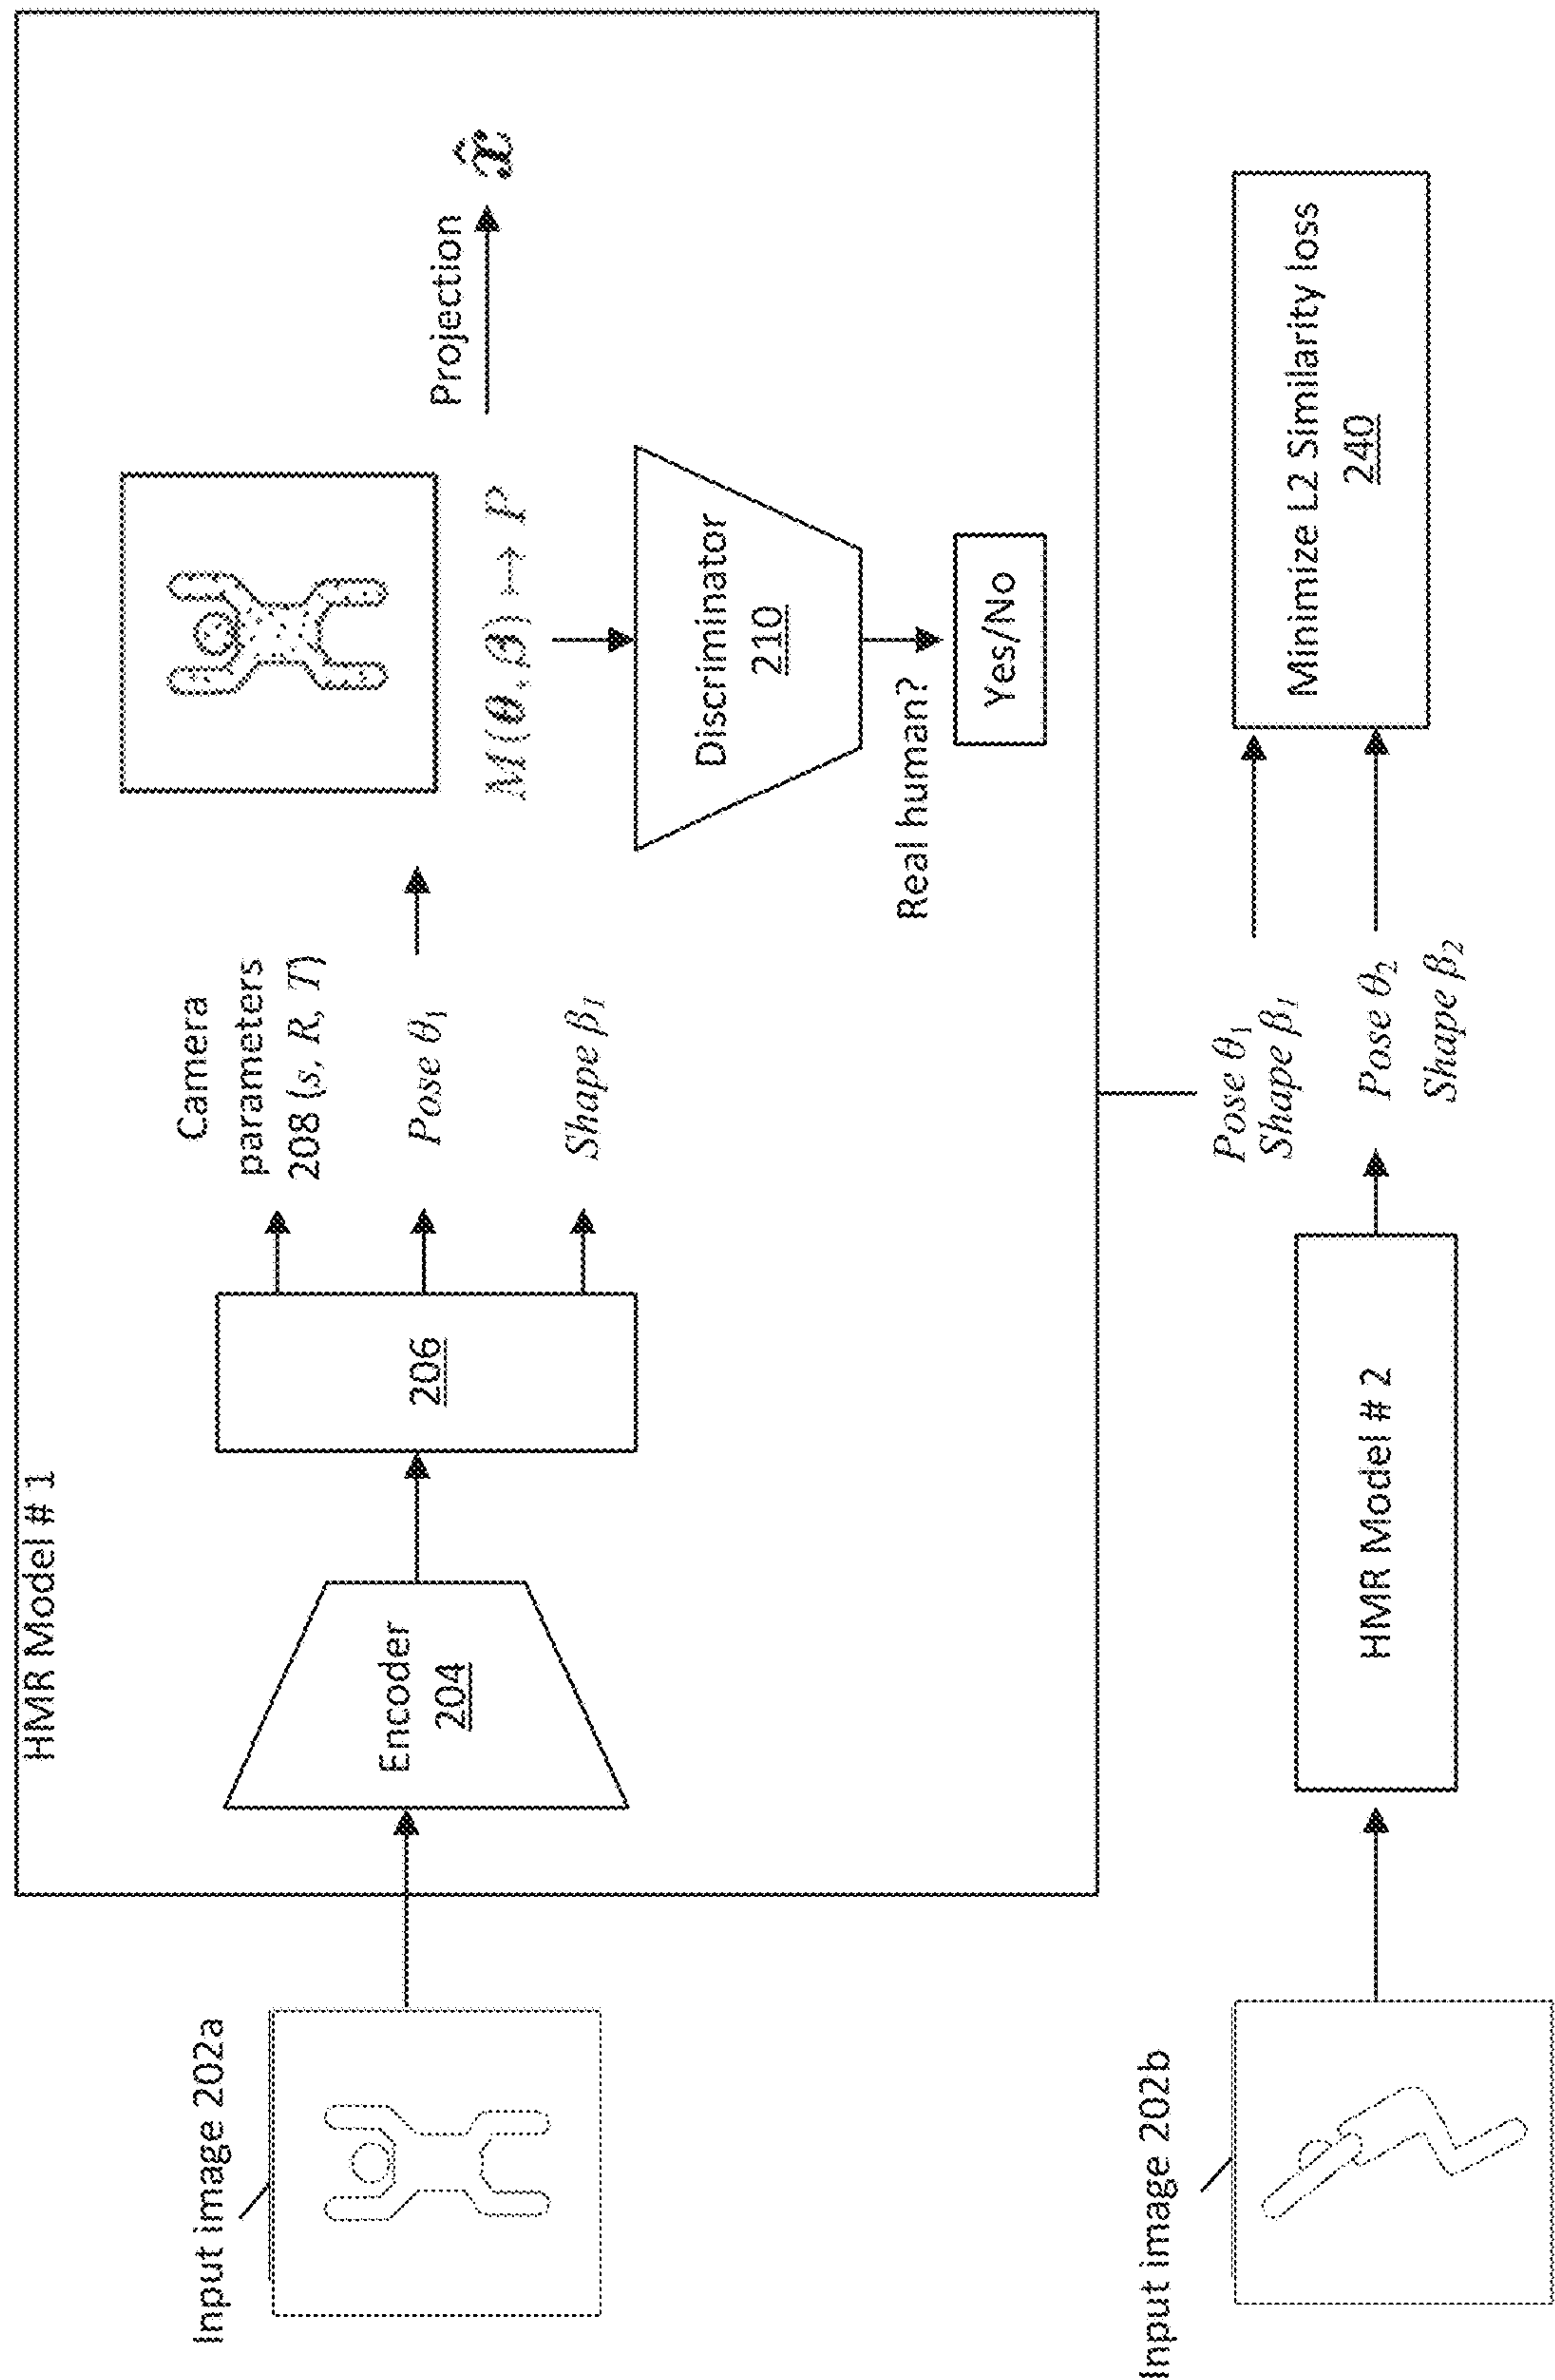 HMR Model # 1
Input image 202a
Encoder
204
206
Camera
parameters
208 (s, R, T)
Pose θ₁
Shape β₁
M(θ, β) ↦ P
Projection
x̂
Discriminator
210
Real human?
Yes/No
Input image 202b
HMR Model # 2
Pose θ₁
Shape β₁
Pose θ₂
Shape β₂
Minimize L2 Similarity loss
240